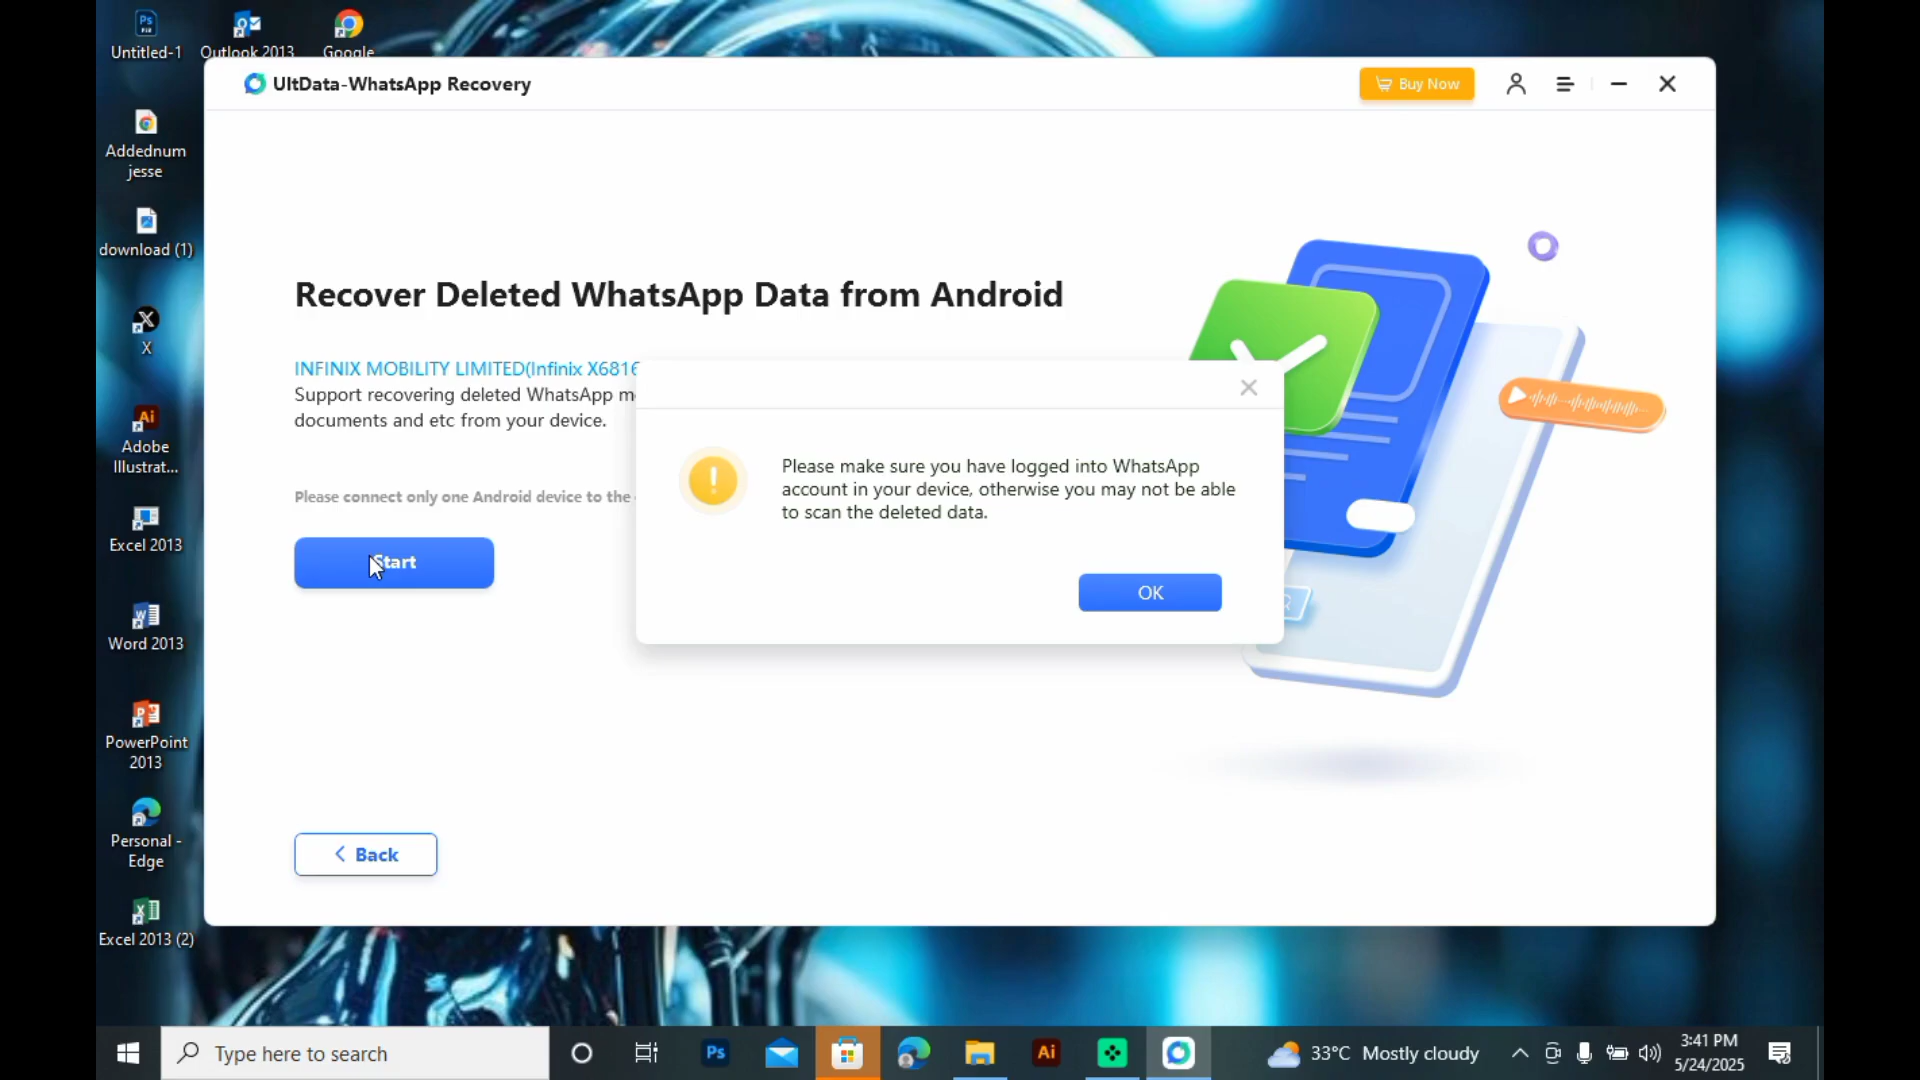 Untitled-1
Outlook 2013
Google
Addednum
jesse
download (1)
X
Adobe
Illustrat...
Excel 2013
Word 2013
PowerPoint
2013
Personal -
Edge
Excel 2013 (2)
UltData-WhatsApp Recovery
Buy Now
Recover Deleted WhatsApp Data from Android
INFINIX MOBILITY LIMITED(Infinix X6816
Support recovering deleted WhatsApp
documents and etc from your device.
Please connect only one Android device to the
Start
Back
Please make sure you have logged into WhatsApp
account in your device, otherwise you may not be able
to scan the deleted data.
OK
Type here to search
Ps
Ai
33°C Mostly cloudy
3:41 PM
5/24/2025